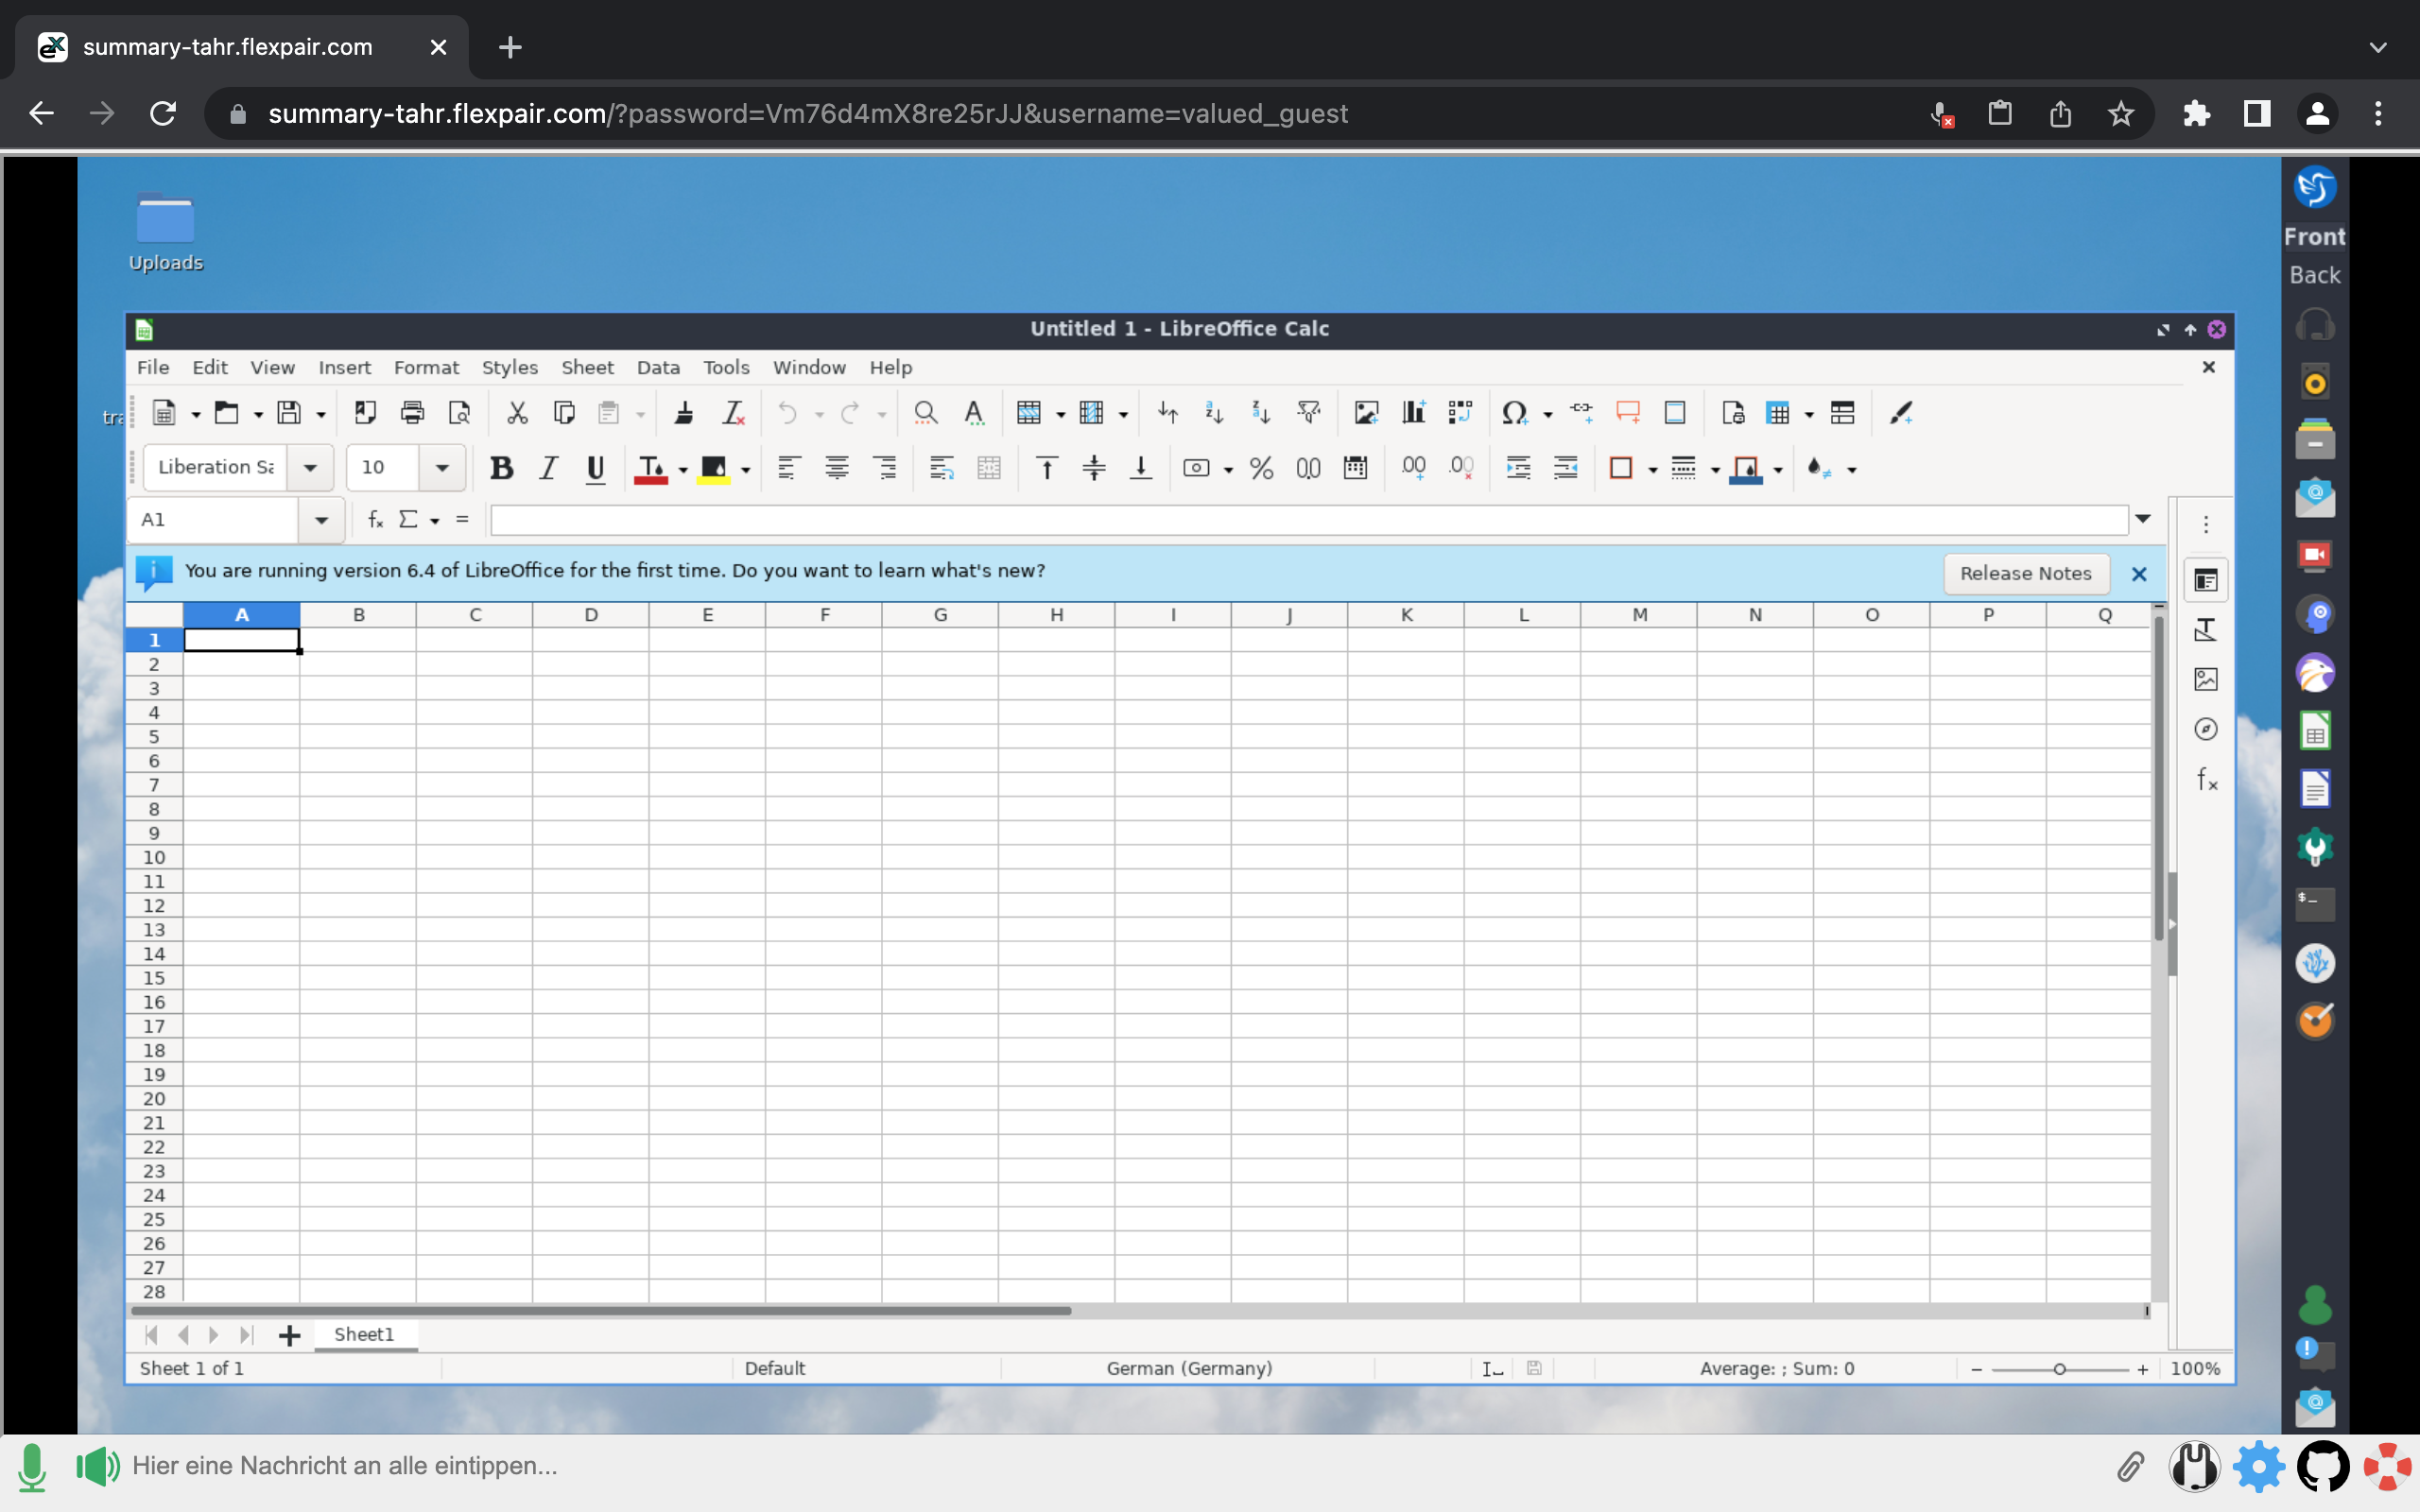 summary-tahr.flexpair.com
summary-tahr.flexpair.com/?password=Vm76d4mX8re25rJJ&username=valued_guest
Uploads
Front
Back
Untitled 1 - LibreOffice Calc
File Edit View Insert Format Styles Sheet Data Tools Window Help
tra
Liberation Sa 10
A1
You are running version 6.4 of LibreOffice for the first time. Do you want to learn what's new? Release Notes
A B C D E F G H I J K L M N O P Q
1
2
3
4
5
6
7
8
9
10
11
12
13
14
15
16
17
18
19
20
21
22
23
24
25
26
27
28
Sheet1
Sheet 1 of 1 Default German (Germany) Average: ; Sum: 0 100%
Hier eine Nachricht an alle eintippen...